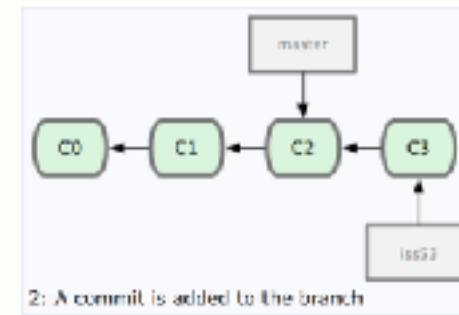 master
C0 C1 C2 C3
iss53
2: A commit is added to the branch